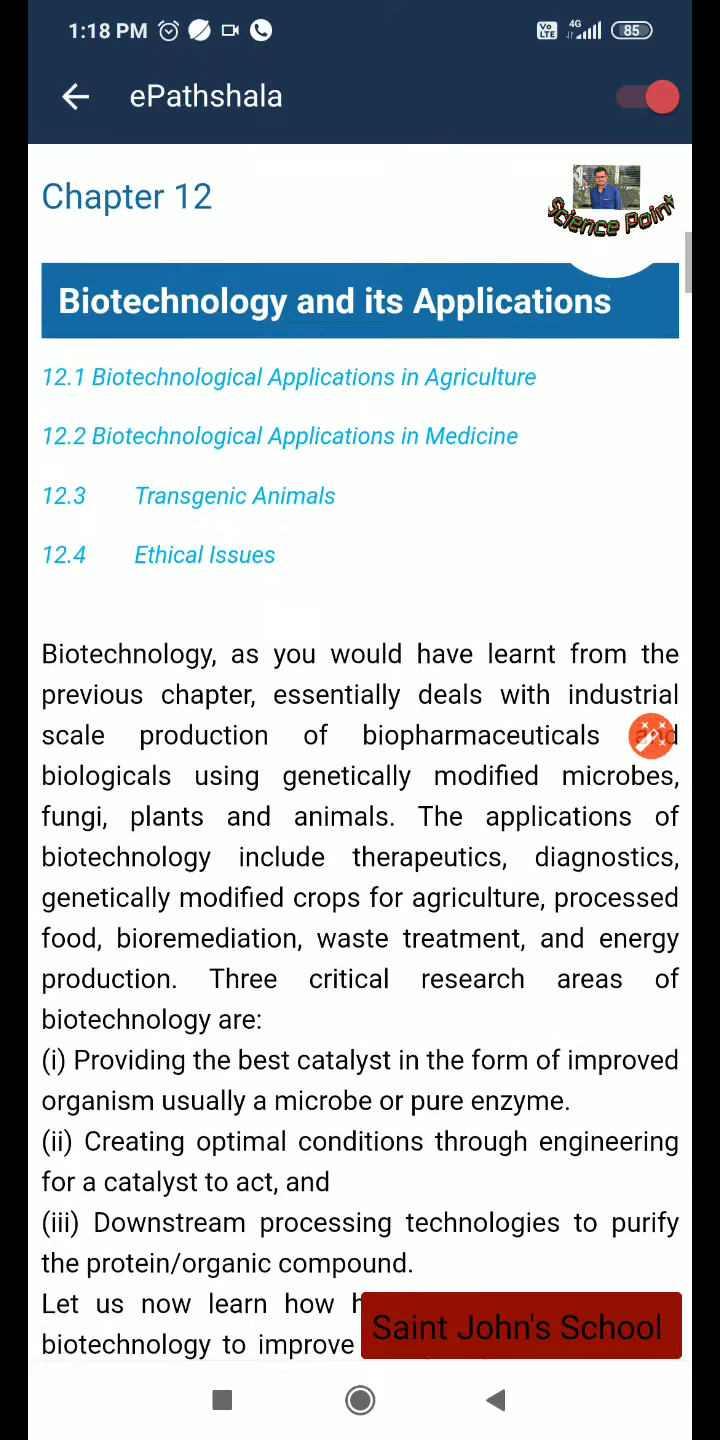 1:18 PM
Vo LTE 4G 85
ePathshala
Chapter 12
Science Point
Biotechnology and its Applications
12.1 Biotechnological Applications in Agriculture
12.2 Biotechnological Applications in Medicine
12.3 Transgenic Animals
12.4 Ethical Issues
Biotechnology, as you would have learnt from the
previous chapter, essentially deals with industrial
scale production of biopharmaceuticals and
biologicals using genetically modified microbes,
fungi, plants and animals. The applications of
biotechnology include therapeutics, diagnostics,
genetically modified crops for agriculture, processed
food, bioremediation, waste treatment, and energy
production. Three critical research areas of
biotechnology are:
(i) Providing the best catalyst in the form of improved
organism usually a microbe or pure enzyme.
(ii) Creating optimal conditions through engineering
for a catalyst to act, and
(iii) Downstream processing technologies to purify
the protein/organic compound.
Let us now learn how
biotechnology to improve
Saint John's School